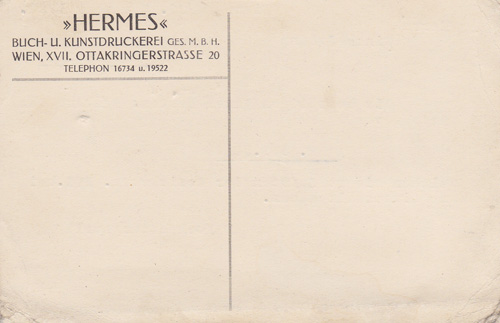 »HERMES«
BUCH- U. KUNSTDRUCKEREI GES. M. B. H.
WIEN, XVII. OTTAKRINGERSTRASSE 20
TELEPHON 16734 u. 19522